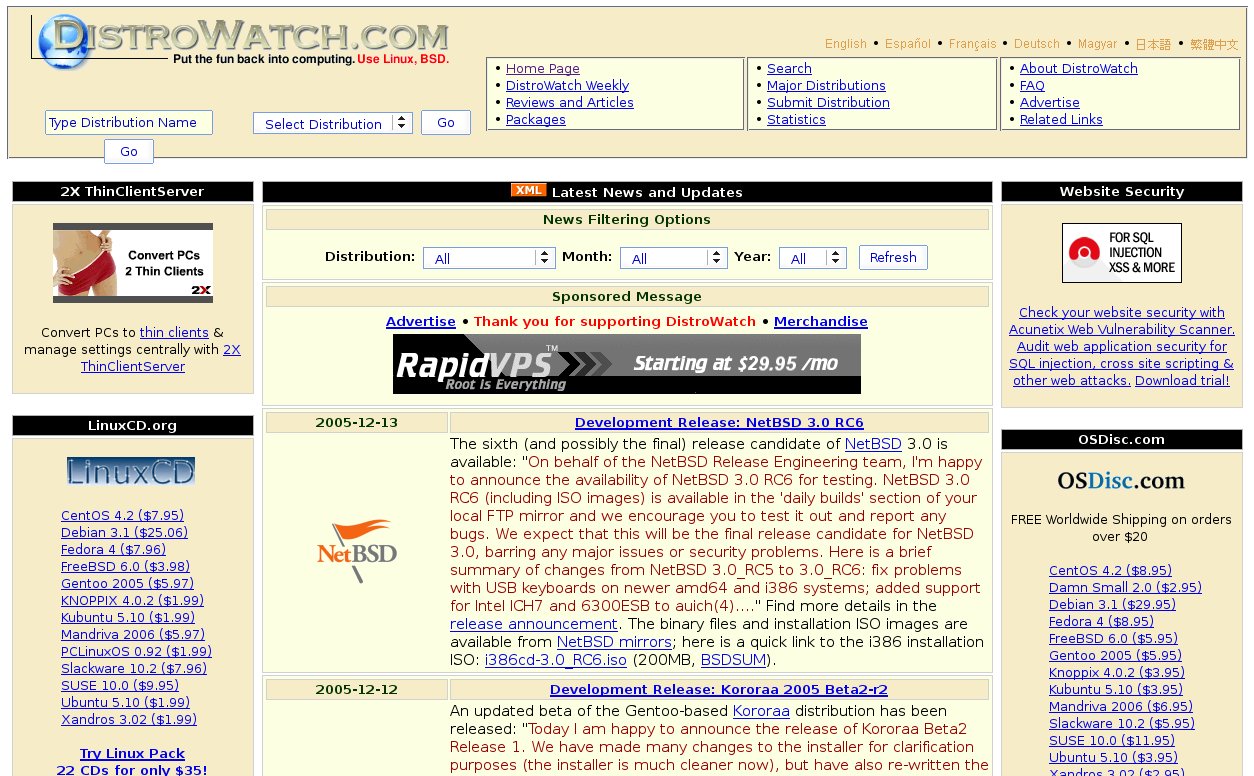 DISTROWATCH.COM
Put the fun back into computing. Use Linux, BSD.
English • Español • Français • Deutsch • Magyar • 日本語 • 繁體中文
• Home Page
• DistroWatch Weekly
• Reviews and Articles
• Packages
• Search
• Major Distributions
• Submit Distribution
• Statistics
• About DistroWatch
• FAQ
• Advertise
• Related Links
Type Distribution Name
Go
Select Distribution
Go
2X ThinClientServer
Convert PCs
2 Thin Clients
2X
Convert PCs to thin clients &
manage settings centrally with 2X
ThinClientServer
LinuxCD.org
LinuxCD
CentOS 4.2 ($7.95)
Debian 3.1 ($25.06)
Fedora 4 ($7.96)
FreeBSD 6.0 ($3.98)
Gentoo 2005 ($5.97)
KNOPPIX 4.0.2 ($1.99)
Kubuntu 5.10 ($1.99)
Mandriva 2006 ($5.97)
PCLinuxOS 0.92 ($1.99)
Slackware 10.2 ($7.96)
SUSE 10.0 ($9.95)
Ubuntu 5.10 ($1.99)
Xandros 3.02 ($1.99)
Try Linux Pack
22 CDs for only $35!
XML Latest News and Updates
News Filtering Options
Distribution: All Month: All Year: All Refresh
Sponsored Message
Advertise • Thank you for supporting DistroWatch • Merchandise
RapidVPS™ Starting at $29.95 /mo
Root is Everything
2005-12-13
Development Release: NetBSD 3.0 RC6
NetBSD
The sixth (and possibly the final) release candidate of NetBSD 3.0 is
available: "On behalf of the NetBSD Release Engineering team, I'm happy
to announce the availability of NetBSD 3.0 RC6 for testing. NetBSD 3.0
RC6 (including ISO images) is available in the 'daily builds' section of your
local FTP mirror and we encourage you to test it out and report any
bugs. We expect that this will be the final release candidate for NetBSD
3.0, barring any major issues or security problems. Here is a brief
summary of changes from NetBSD 3.0_RC5 to 3.0_RC6: fix problems
with USB keyboards on newer amd64 and i386 systems; added support
for Intel ICH7 and 6300ESB to auich(4)...." Find more details in the
release announcement. The binary files and installation ISO images are
available from NetBSD mirrors; here is a quick link to the i386 installation
ISO: i386cd-3.0_RC6.iso (200MB, BSDSUM).
2005-12-12
Development Release: Kororaa 2005 Beta2-r2
An updated beta of the Gentoo-based Kororaa distribution has been
released: "Today I am happy to announce the release of Kororaa Beta2
Release 1. We have made many changes to the installer for clarification
purposes (the installer is much cleaner now), but have also re-written the
Website Security
FOR SQL
INJECTION
XSS & MORE
Check your website security with
Acunetix Web Vulnerability Scanner.
Audit web application security for
SQL injection, cross site scripting &
other web attacks. Download trial!
OSDisc.com
OSDisc.com
FREE Worldwide Shipping on orders
over $20
CentOS 4.2 ($8.95)
Damn Small 2.0 ($2.95)
Debian 3.1 ($29.95)
Fedora 4 ($8.95)
FreeBSD 6.0 ($5.95)
Gentoo 2005 ($5.95)
Knoppix 4.0.2 ($3.95)
Kubuntu 5.10 ($3.95)
Mandriva 2006 ($6.95)
Slackware 10.2 ($5.95)
SUSE 10.0 ($11.95)
Ubuntu 5.10 ($3.95)
Xandros 3.02 ($2.95)